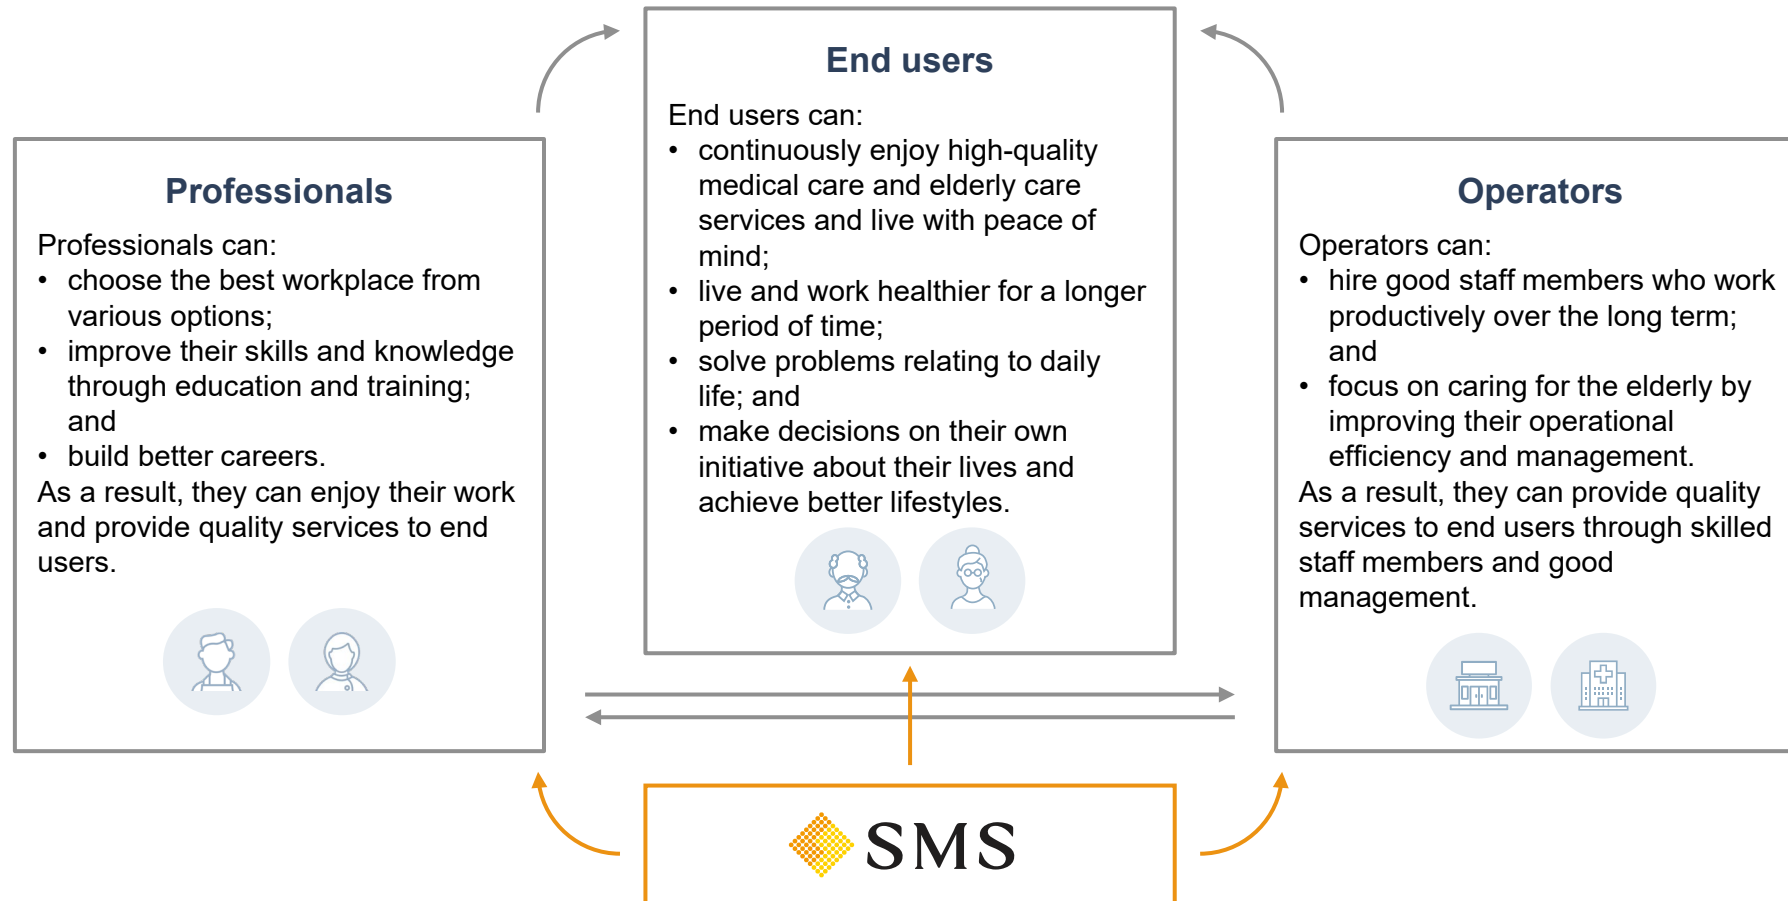 End users
End users can:
• continuously enjoy high-quality
medical care and elderly care
services and live with peace of
mind;
• live and work healthier for a longer
period of time;
• solve problems relating to daily
life; and
• make decisions on their own
initiative about their lives and
achieve better lifestyles.
Professionals
Professionals can:
• choose the best workplace from
various options;
• improve their skills and knowledge
through education and training;
and
• build better careers.
As a result, they can enjoy their work
and provide quality services to end
users.
Operators
Operators can:
• hire good staff members who work
productively over the long term;
and
• focus on caring for the elderly by
improving their operational
efficiency and management.
As a result, they can provide quality
services to end users through skilled
staff members and good
management.
SMS